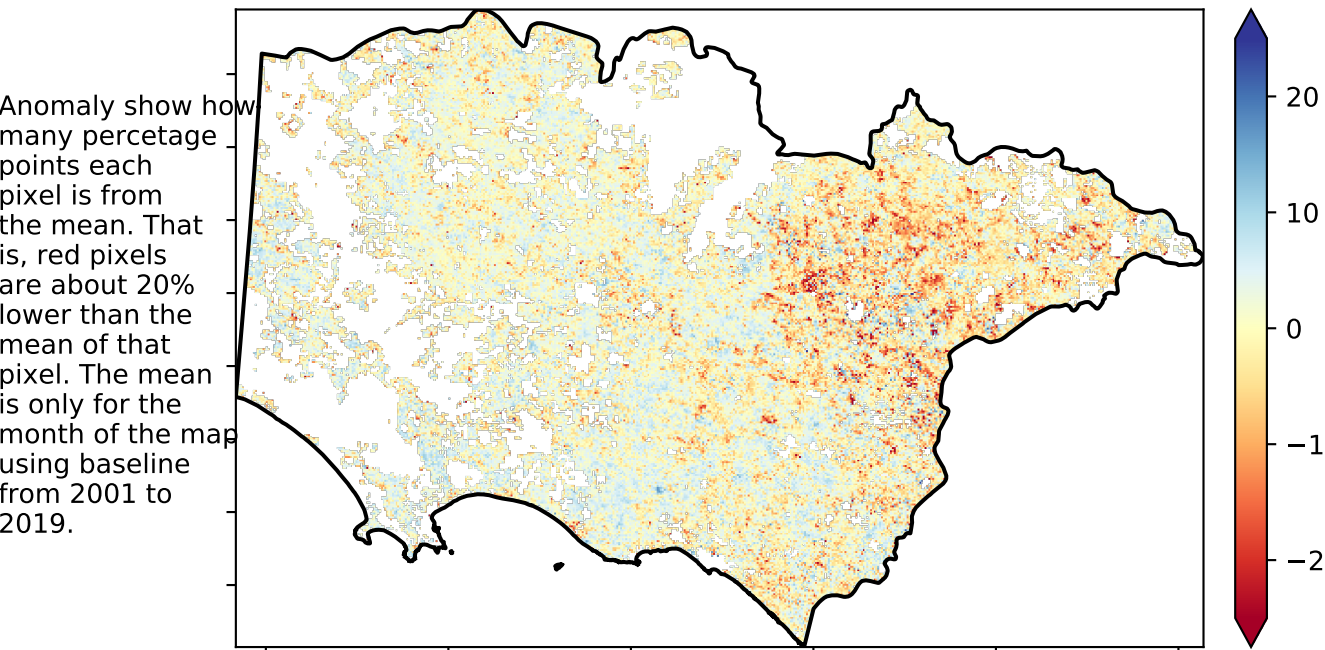 Anomaly show how
many percetage
points each
pixel is from
the mean. That
is, red pixels
are about 20%
lower than the
mean of that
pixel. The mean
is only for the
month of the map
using baseline
from 2001 to
2019.
20
10
0
−1
−2